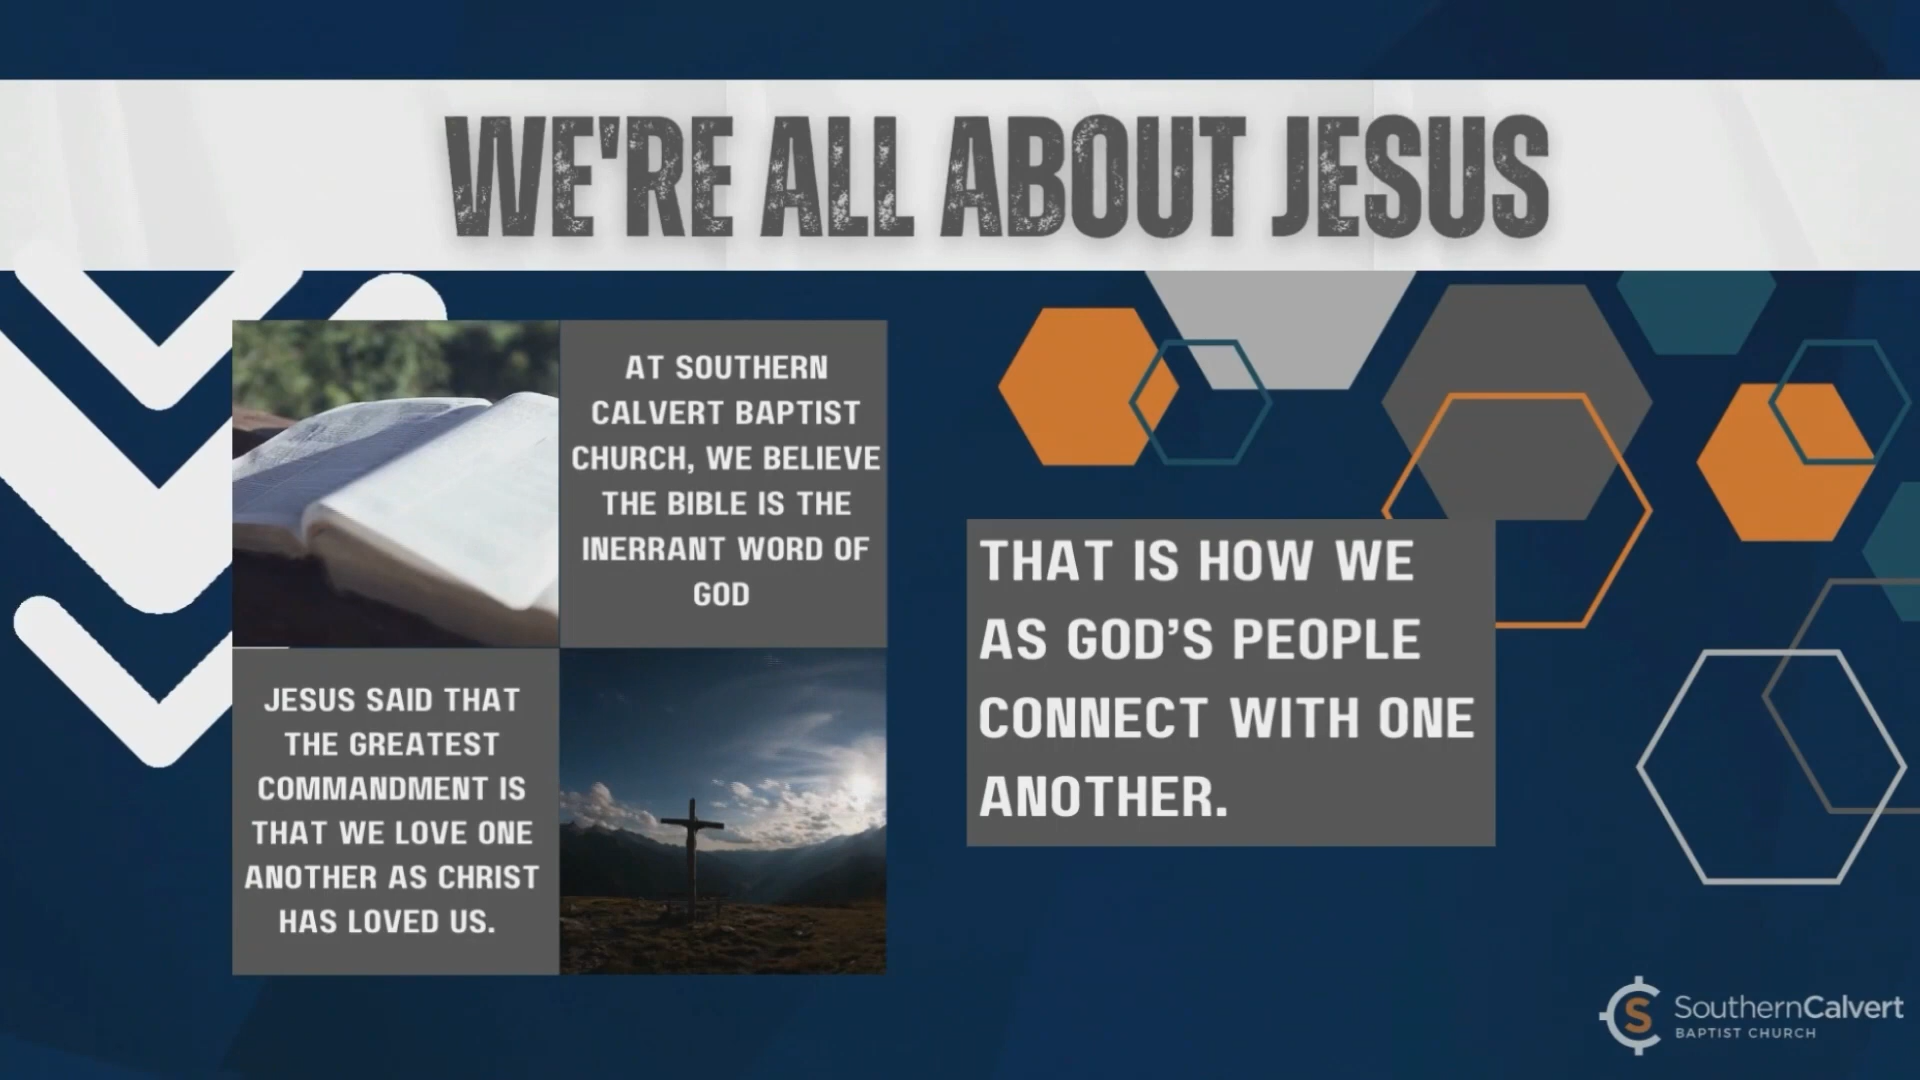 WE'RE ALL ABOUT JESUS
AT SOUTHERN
CALVERT BAPTIST
CHURCH, WE BELIEVE
THE BIBLE IS THE
INERRANT WORD OF
GOD
JESUS SAID THAT
THE GREATEST
COMMANDMENT IS
THAT WE LOVE ONE
ANOTHER AS CHRIST
HAS LOVED US.
THAT IS HOW WE
AS GOD’S PEOPLE
CONNECT WITH ONE
ANOTHER.
SouthernCalvert
BAPTIST CHURCH